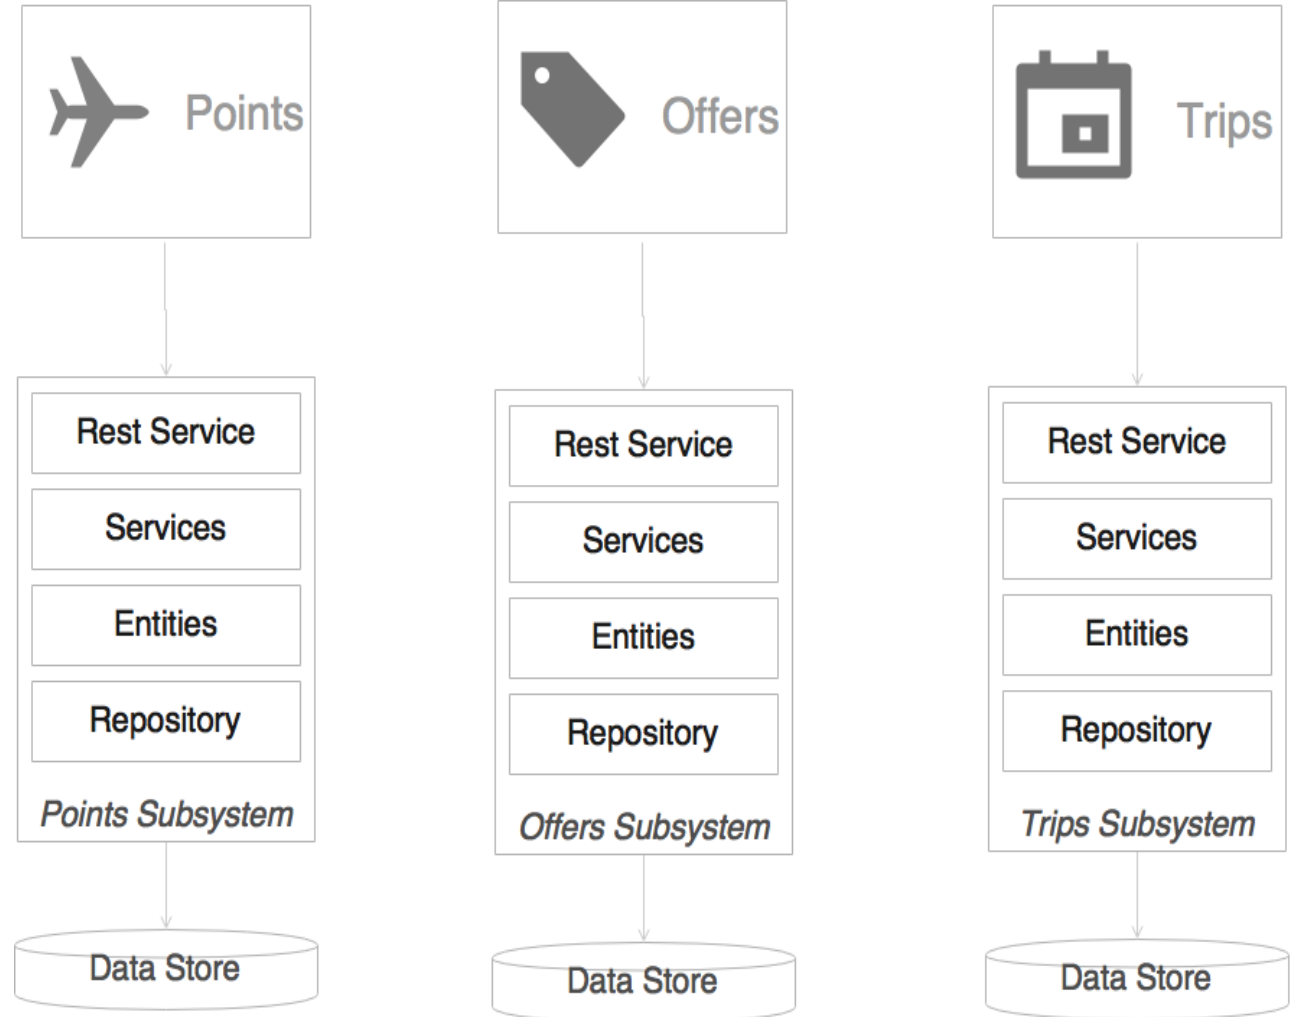 Points
Offers
Trips
Rest Service
Services
Entities
Repository
Points Subsystem
Data Store
Rest Service
Services
Entities
Repository
Offers Subsystem
Data Store
Rest Service
Services
Entities
Repository
Trips Subsystem
Data Store